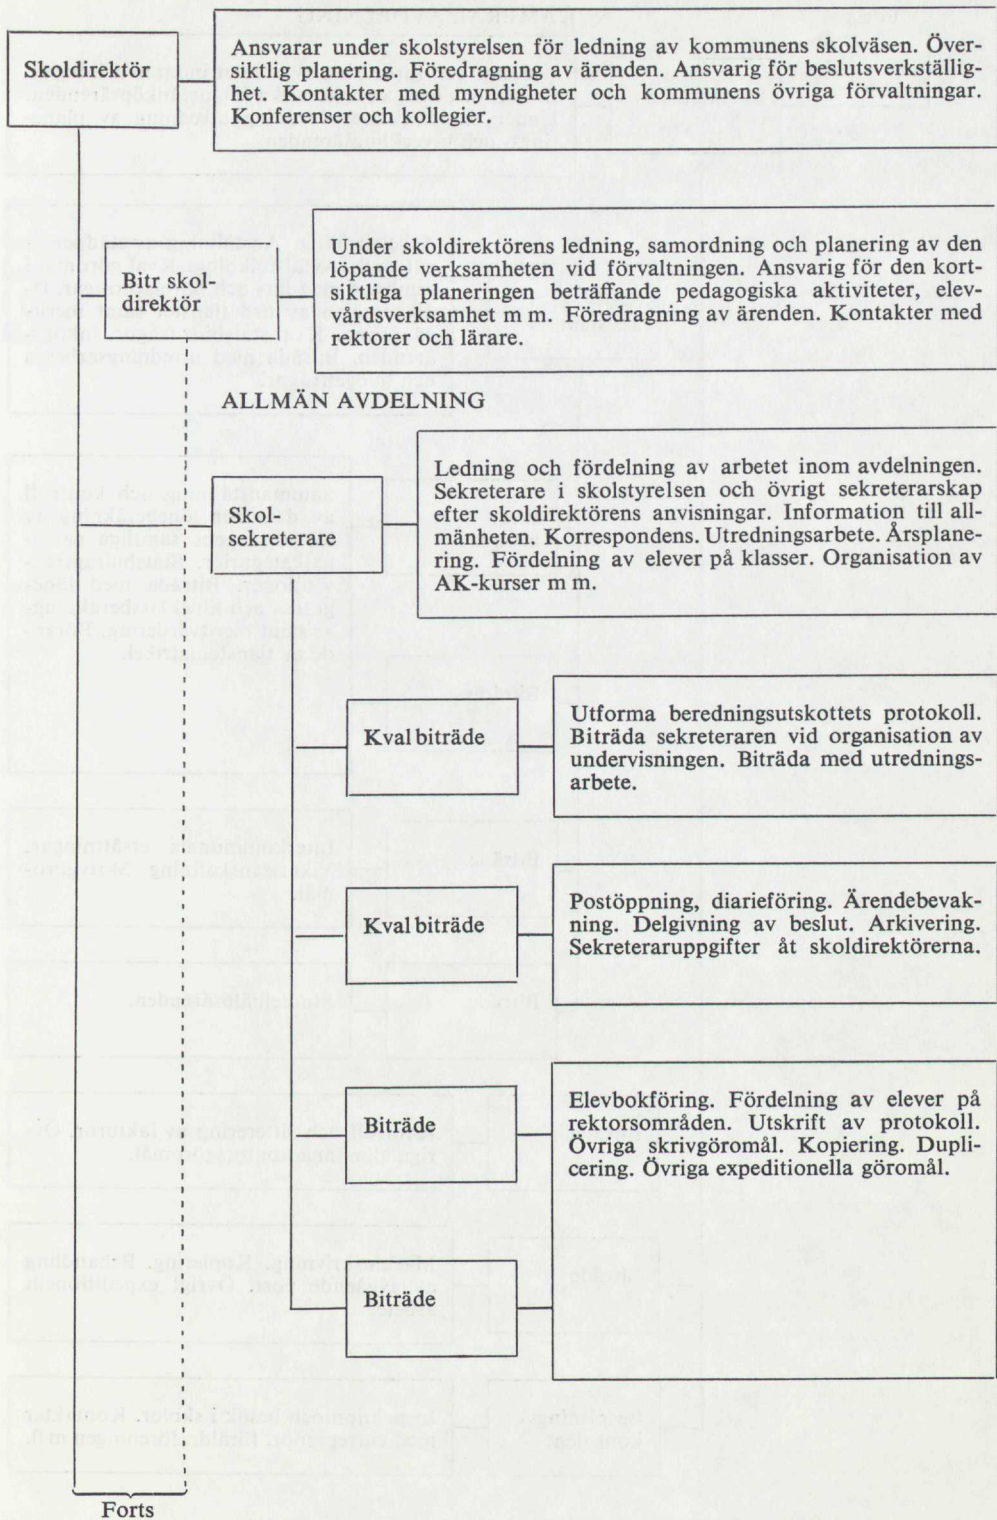 Skoldirektör
Ansvarar under skolstyrelsen för ledning av kommunens skolväsen. Över-
siktlig planering. Föredragning av ärenden. Ansvarig för beslutsverkställig-
het. Kontakter med myndigheter och kommunens övriga förvaltningar.
Konferenser och kollegier.
Bitr skol-
direktör
Under skoldirektörens ledning, samordning och planering av den
löpande verksamheten vid förvaltningen. Ansvarig för den kort-
siktliga planeringen beträffande pedagogiska aktiviteter, elev-
vårdsverksamhet m m. Föredragning av ärenden. Kontakter med
rektorer och lärare.
ALLMÄN AVDELNING
Skol-
sekreterare
Ledning och fördelning av arbetet inom avdelningen.
Sekreterare i skolstyrelsen och övrigt sekreterarskap
efter skoldirektörens anvisningar. Information till all-
mänheten. Korrespondens. Utredningsarbete. Årsplane-
ring. Fördelning av elever på klasser. Organisation av
AK-kurser m m.
Kval biträde
Utforma beredningsutskottets protokoll.
Biträda sekreteraren vid organisation av
undervisningen. Biträda med utrednings-
arbete.
Kval biträde
Postöppning, diarieföring. Ärendebevak-
ning. Delgivning av beslut. Arkivering.
Sekreteraruppgifter åt skoldirektörerna.
Biträde
Elevbokföring. Fördelning av elever på
rektorsområden. Utskrift av protokoll.
Övriga skrivgöromål. Kopiering. Dupli-
cering. Övriga expeditionella göromål.
Biträde
Forts